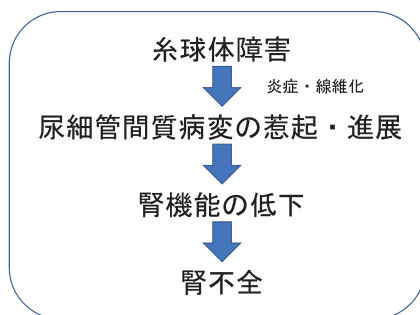 糸球体障害
炎症・線維化
尿細管間質病変の惹起・進展
腎機能の低下
腎不全